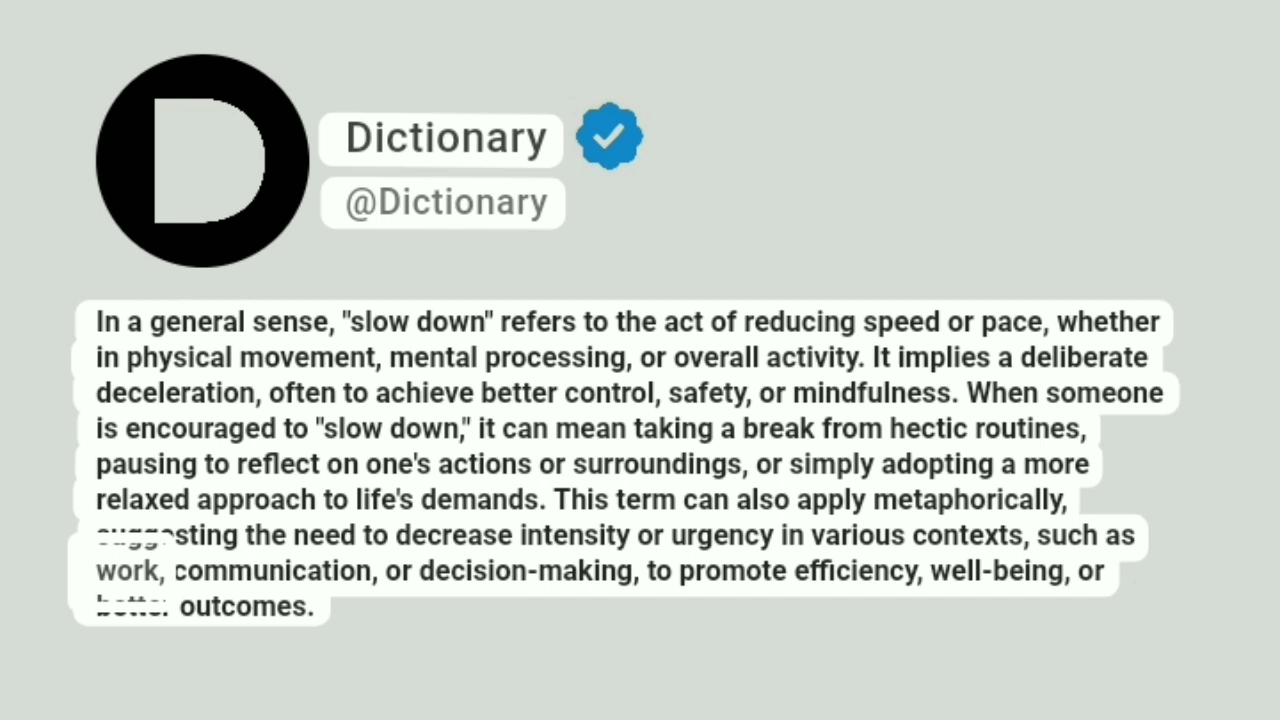 D
Dictionary
@Dictionary
In a general sense, "slow down" refers to the act of reducing speed or pace, whether
in physical movement, mental processing, or overall activity. It implies a deliberate
deceleration, often to achieve better control, safety, or mindfulness. When someone
is encouraged to "slow down," it can mean taking a break from hectic routines,
pausing to reflect on one's actions or surroundings, or simply adopting a more
relaxed approach to life's demands. This term can also apply metaphorically,
suggesting the need to decrease intensity or urgency in various contexts, such as
work, communication, or decision-making, to promote efficiency, well-being, or
better outcomes.